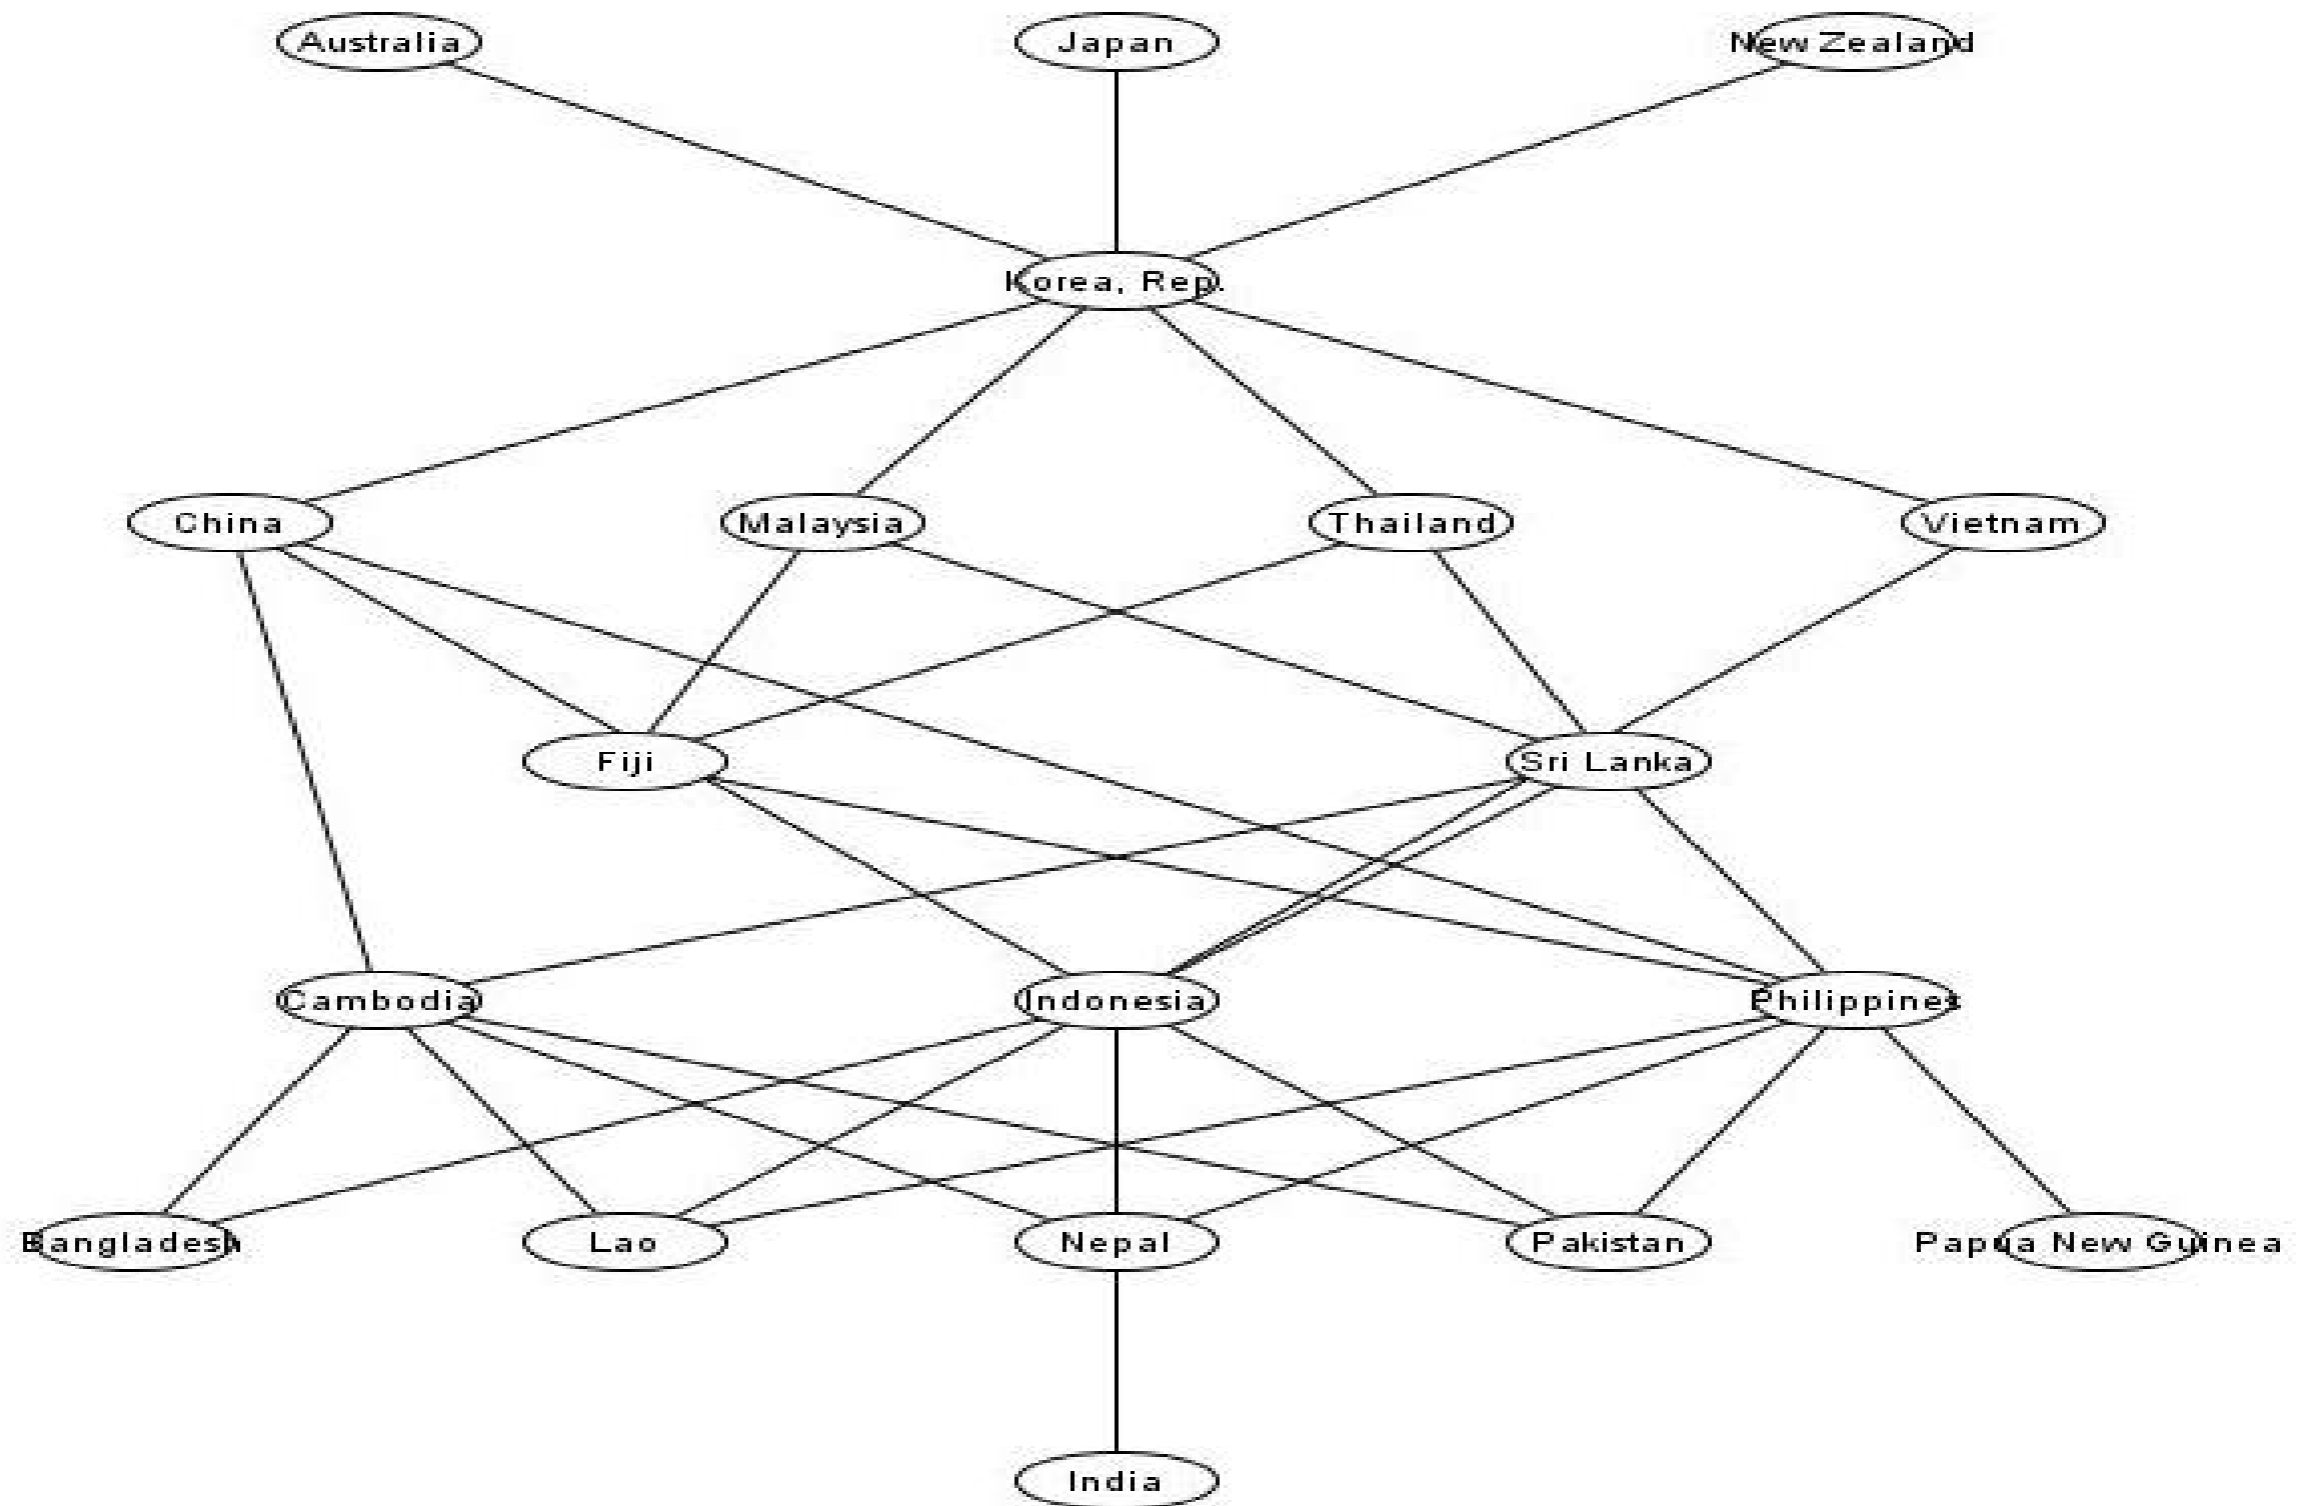 Australia
Japan
New Zealand
Korea, Rep.
China
Malaysia
Thailand
Vietnam
Fiji
Sri Lanka
Cambodia
Indonesia
Philippines
Bangladesh
Lao
Nepal
Pakistan
Papua New Guinea
India